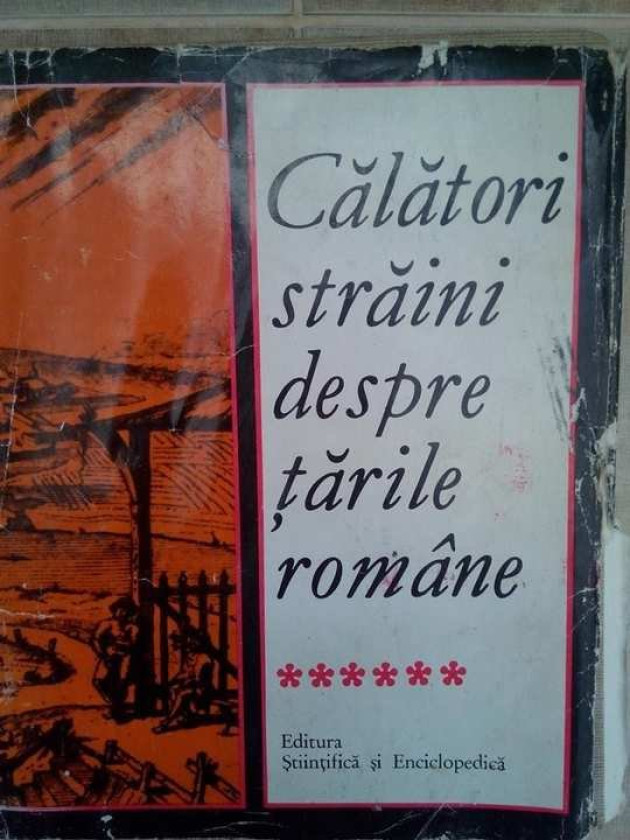 Călători
străini
despre
țările
române
******
Editura
Științifică și Enciclopedică